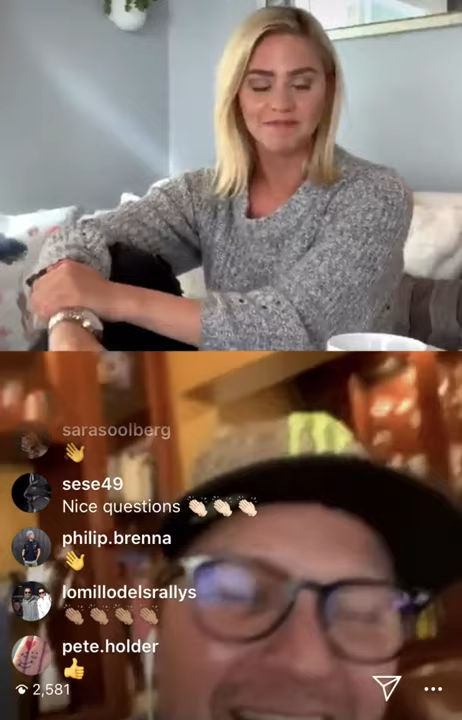 sarasoolberg
👋
sese49
Nice questions 👏🏻👏🏻👏🏻
philip.brenna
👋
lomillodelsrallys
👏🏽👏🏽👏🏽👏🏽
pete.holder
👍
2,581